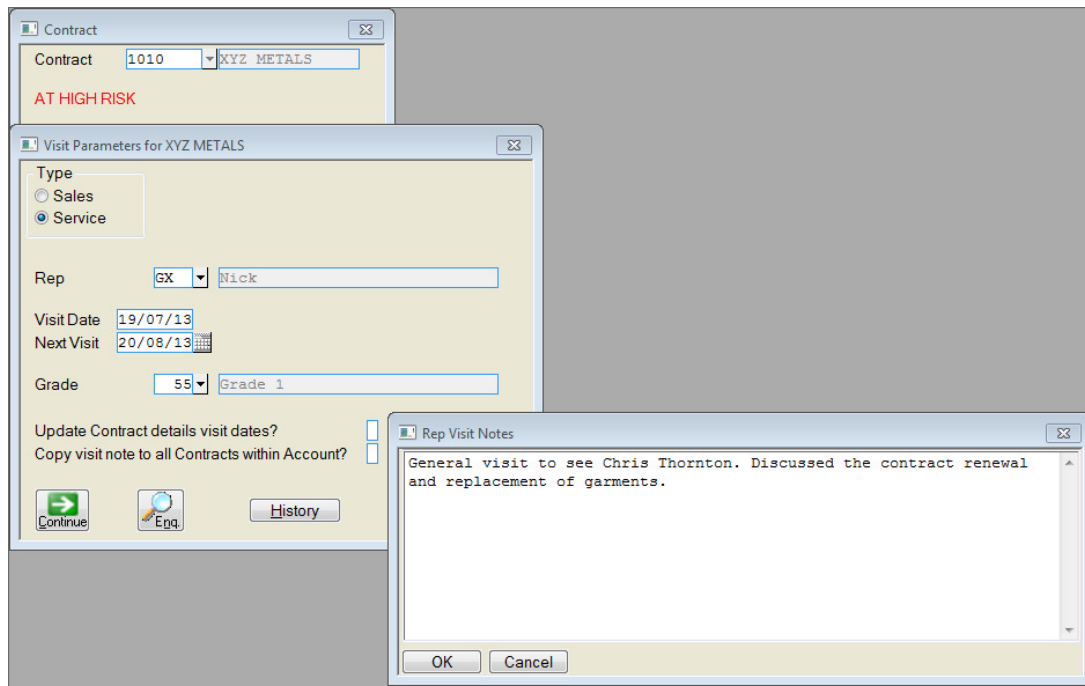 Contract
Contract 1010 XYZ METALS
AT HIGH RISK
Visit Parameters for XYZ METALS
Type
Sales
Service
Rep GX Nick
Visit Date 19/07/13
Next Visit 20/08/13
Grade 55 Grade 1
Update Contract details visit dates?
Copy visit note to all Contracts within Account?
Continue Enq. History
Rep Visit Notes
General visit to see Chris Thornton. Discussed the contract renewal
and replacement of garments.
OK Cancel